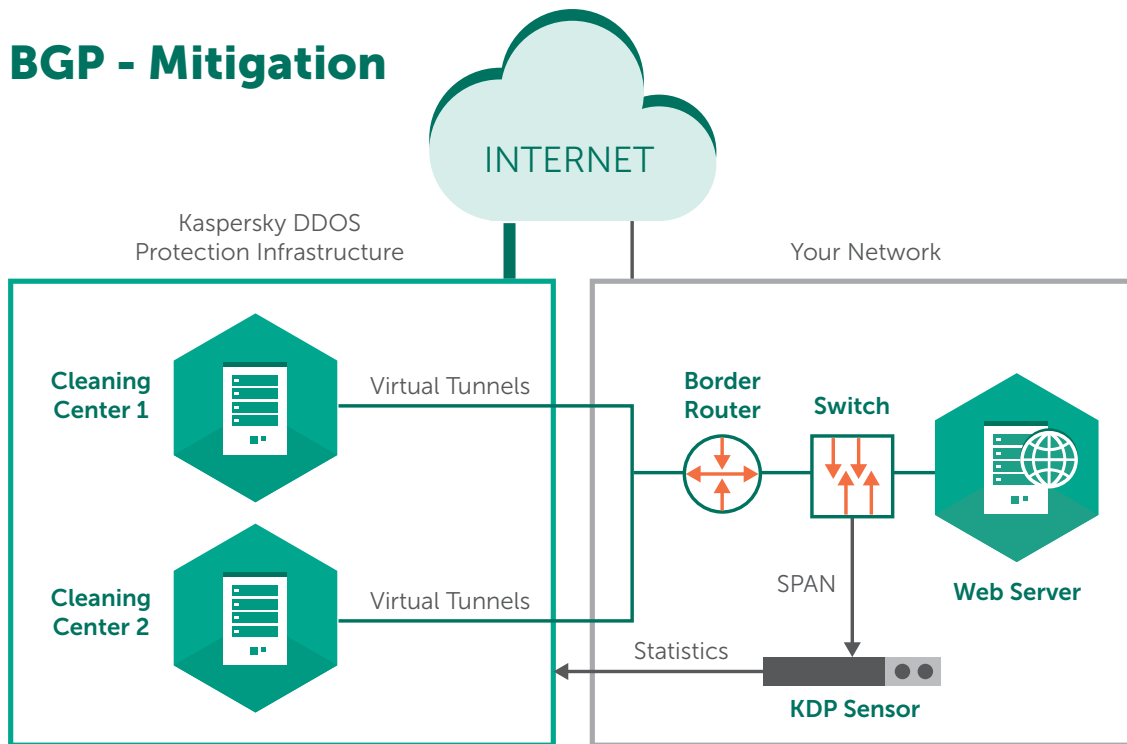 BGP - Mitigation
INTERNET
Kaspersky DDOS
Protection Infrastructure
Your Network
Cleaning
Center 1
Virtual Tunnels
Border
Router
Switch
Web Server
SPAN
Cleaning
Center 2
Virtual Tunnels
Statistics
KDP Sensor